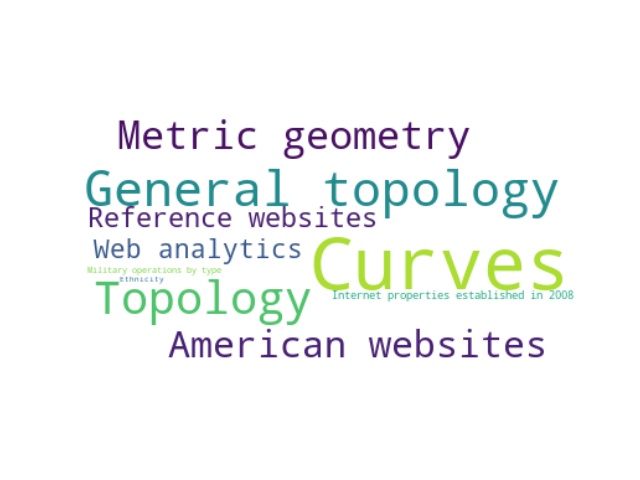 Metric geometry
General topology
Reference websites
Web analytics
Curves
Military operations by type
Ethnicity
Topology
Internet properties established in 2008
American websites